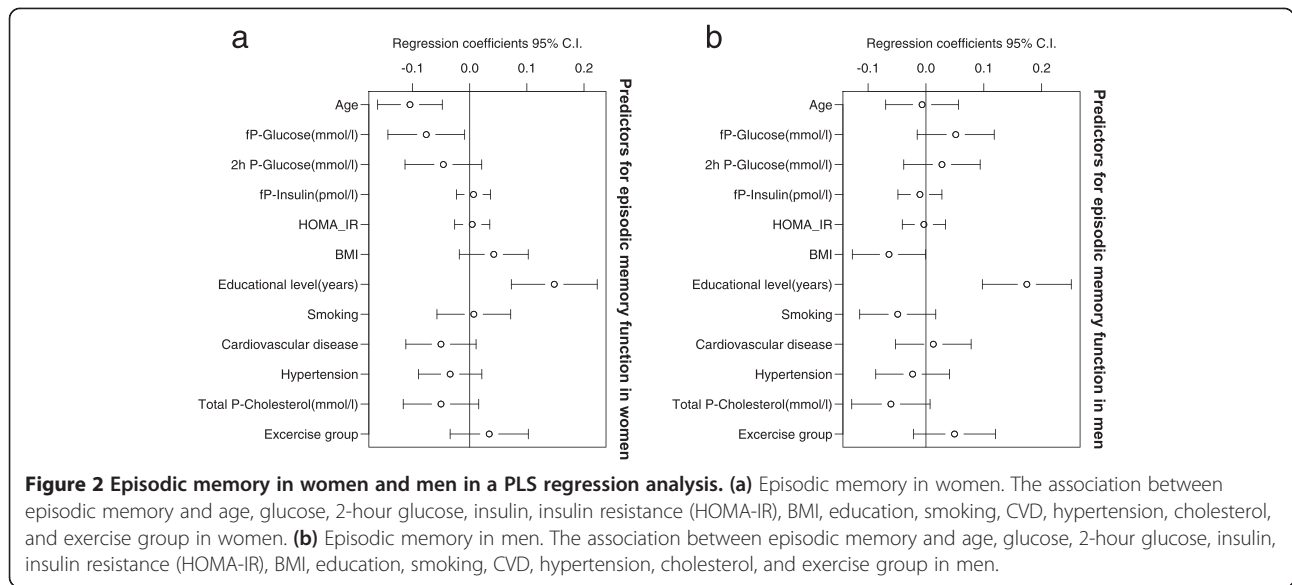 a
Regression coefficients 95% C.I.
-0.1 0.0 0.1 0.2
Age
fP-Glucose(mmol/l)
2h P-Glucose(mmol/l)
fP-Insulin(pmol/l)
HOMA_IR
BMI
Educational level(years)
Smoking
Cardiovascular disease
Hypertension
Total P-Cholesterol(mmol/l)
Excercise group
Predictors for episodic memory function in women
b
Regression coefficients 95% C.I.
-0.1 0.0 0.1 0.2
Age
fP-Glucose(mmol/l)
2h P-Glucose(mmol/l)
fP-Insulin(pmol/l)
HOMA_IR
BMI
Educational level(years)
Smoking
Cardiovascular disease
Hypertension
Total P-Cholesterol(mmol/l)
Excercise group
Predictors for episodic memory function in men
Figure 2 Episodic memory in women and men in a PLS regression analysis. (a) Episodic memory in women. The association between
episodic memory and age, glucose, 2-hour glucose, insulin, insulin resistance (HOMA-IR), BMI, education, smoking, CVD, hypertension, cholesterol,
and exercise group in women. (b) Episodic memory in men. The association between episodic memory and age, glucose, 2-hour glucose, insulin,
insulin resistance (HOMA-IR), BMI, education, smoking, CVD, hypertension, cholesterol, and exercise group in men.